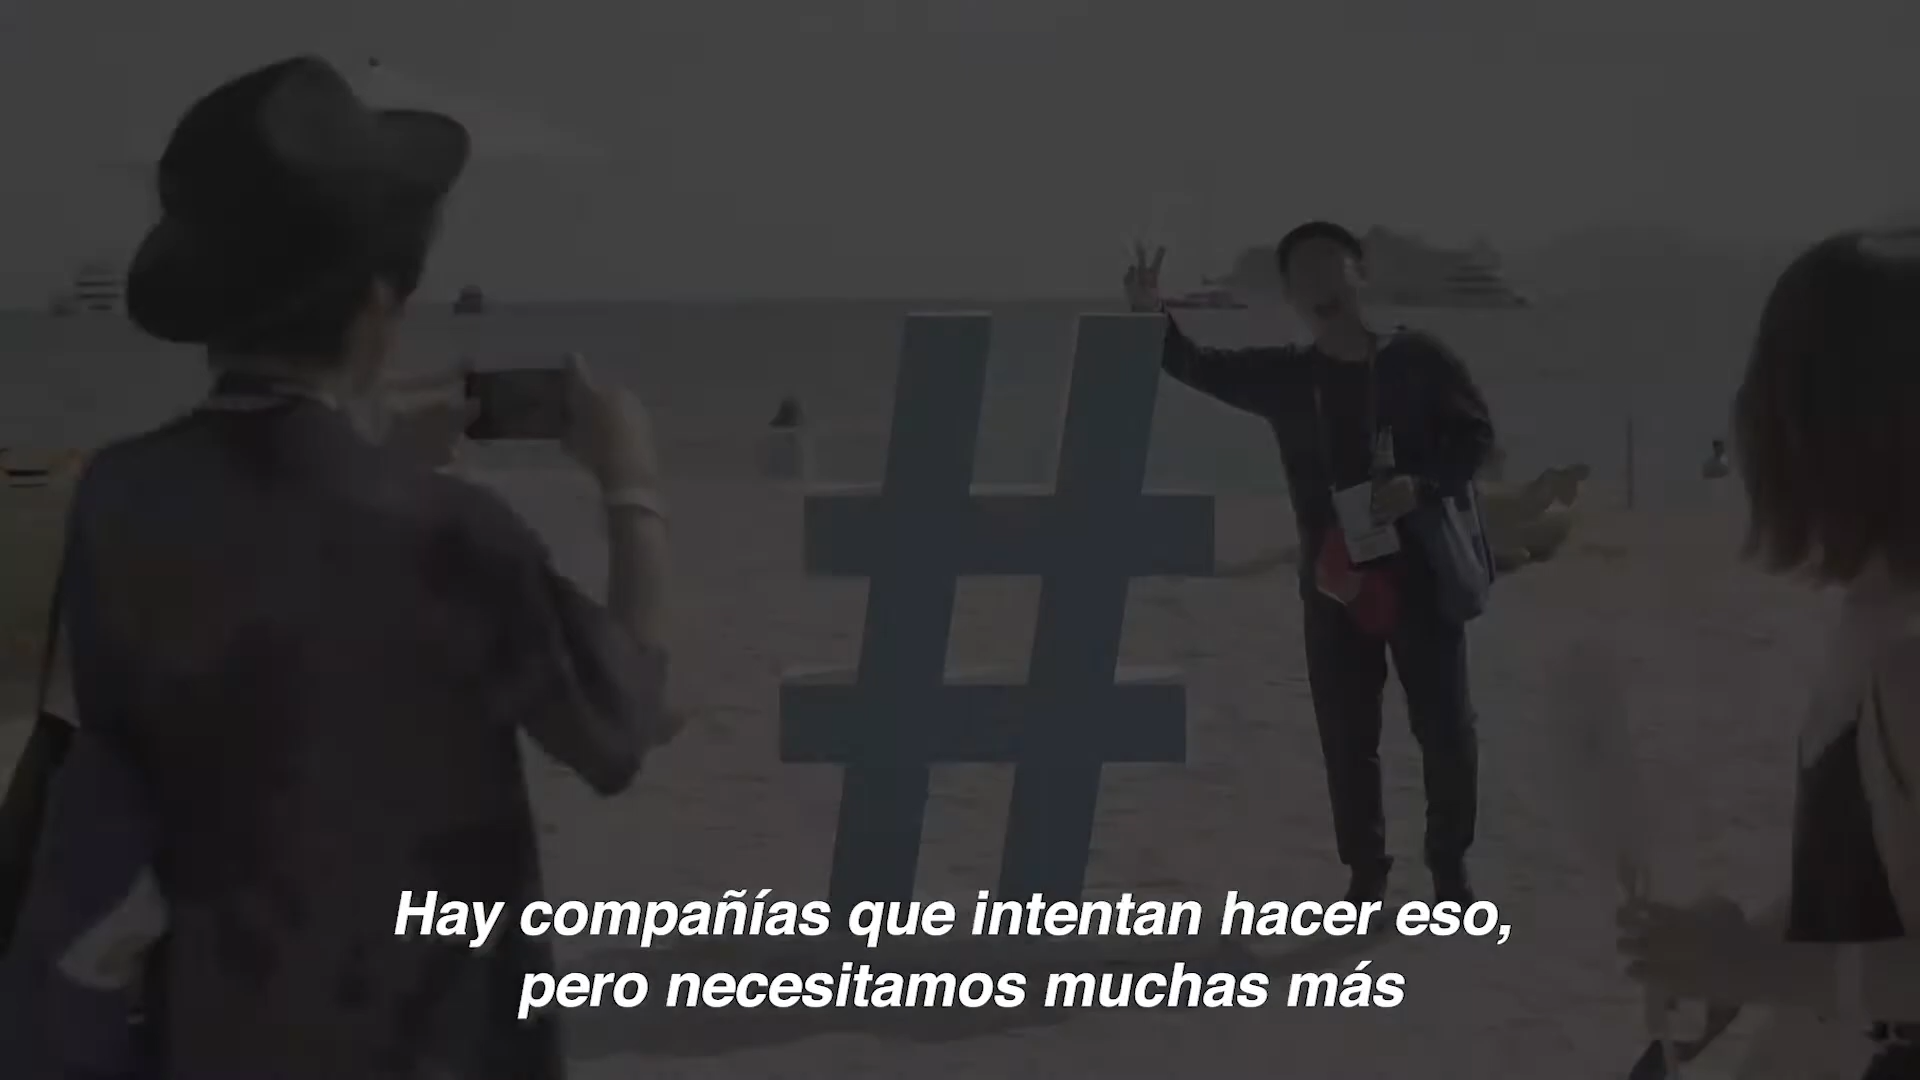 #
Hay compañías que intentan hacer eso,
pero necesitamos muchas más